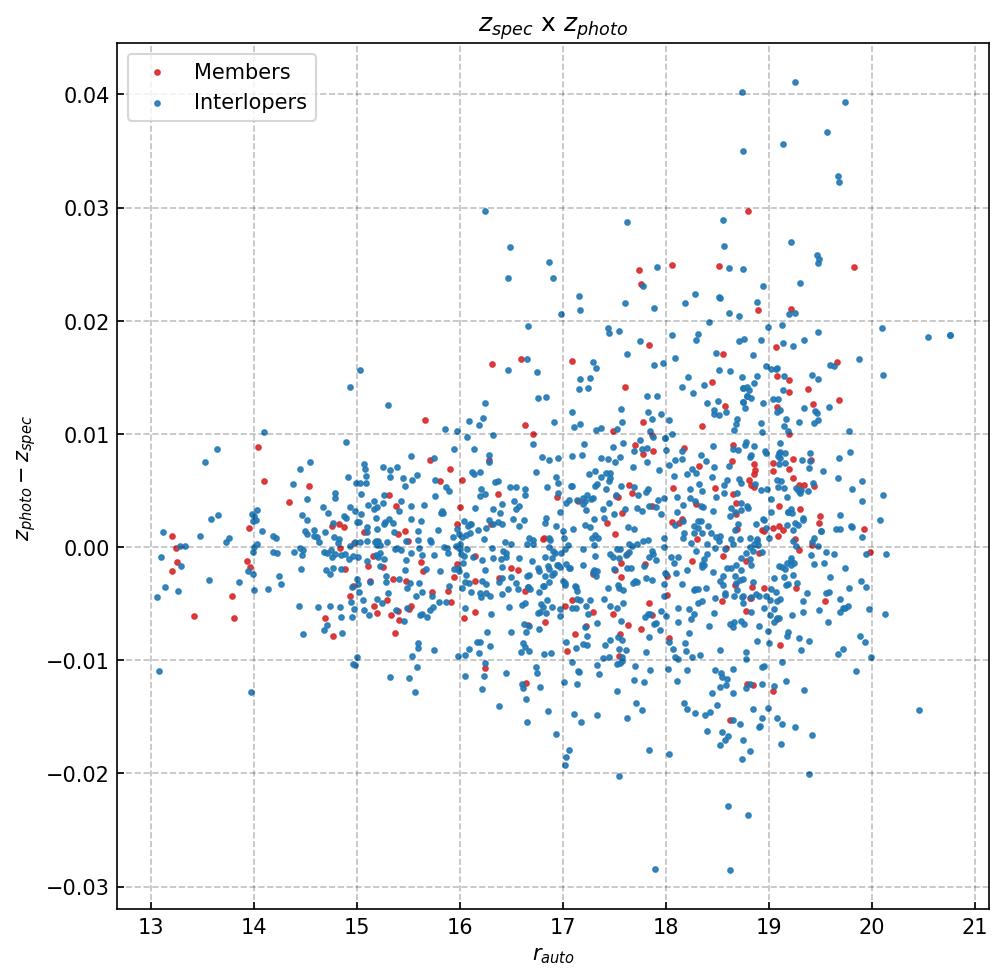 z_spec x z_photo
Members
Interlopers
z_photo − z_spec
0.04
0.03
0.02
0.01
0.00
−0.01
−0.02
−0.03
13 14 15 16 17 18 19 20 21
r_auto